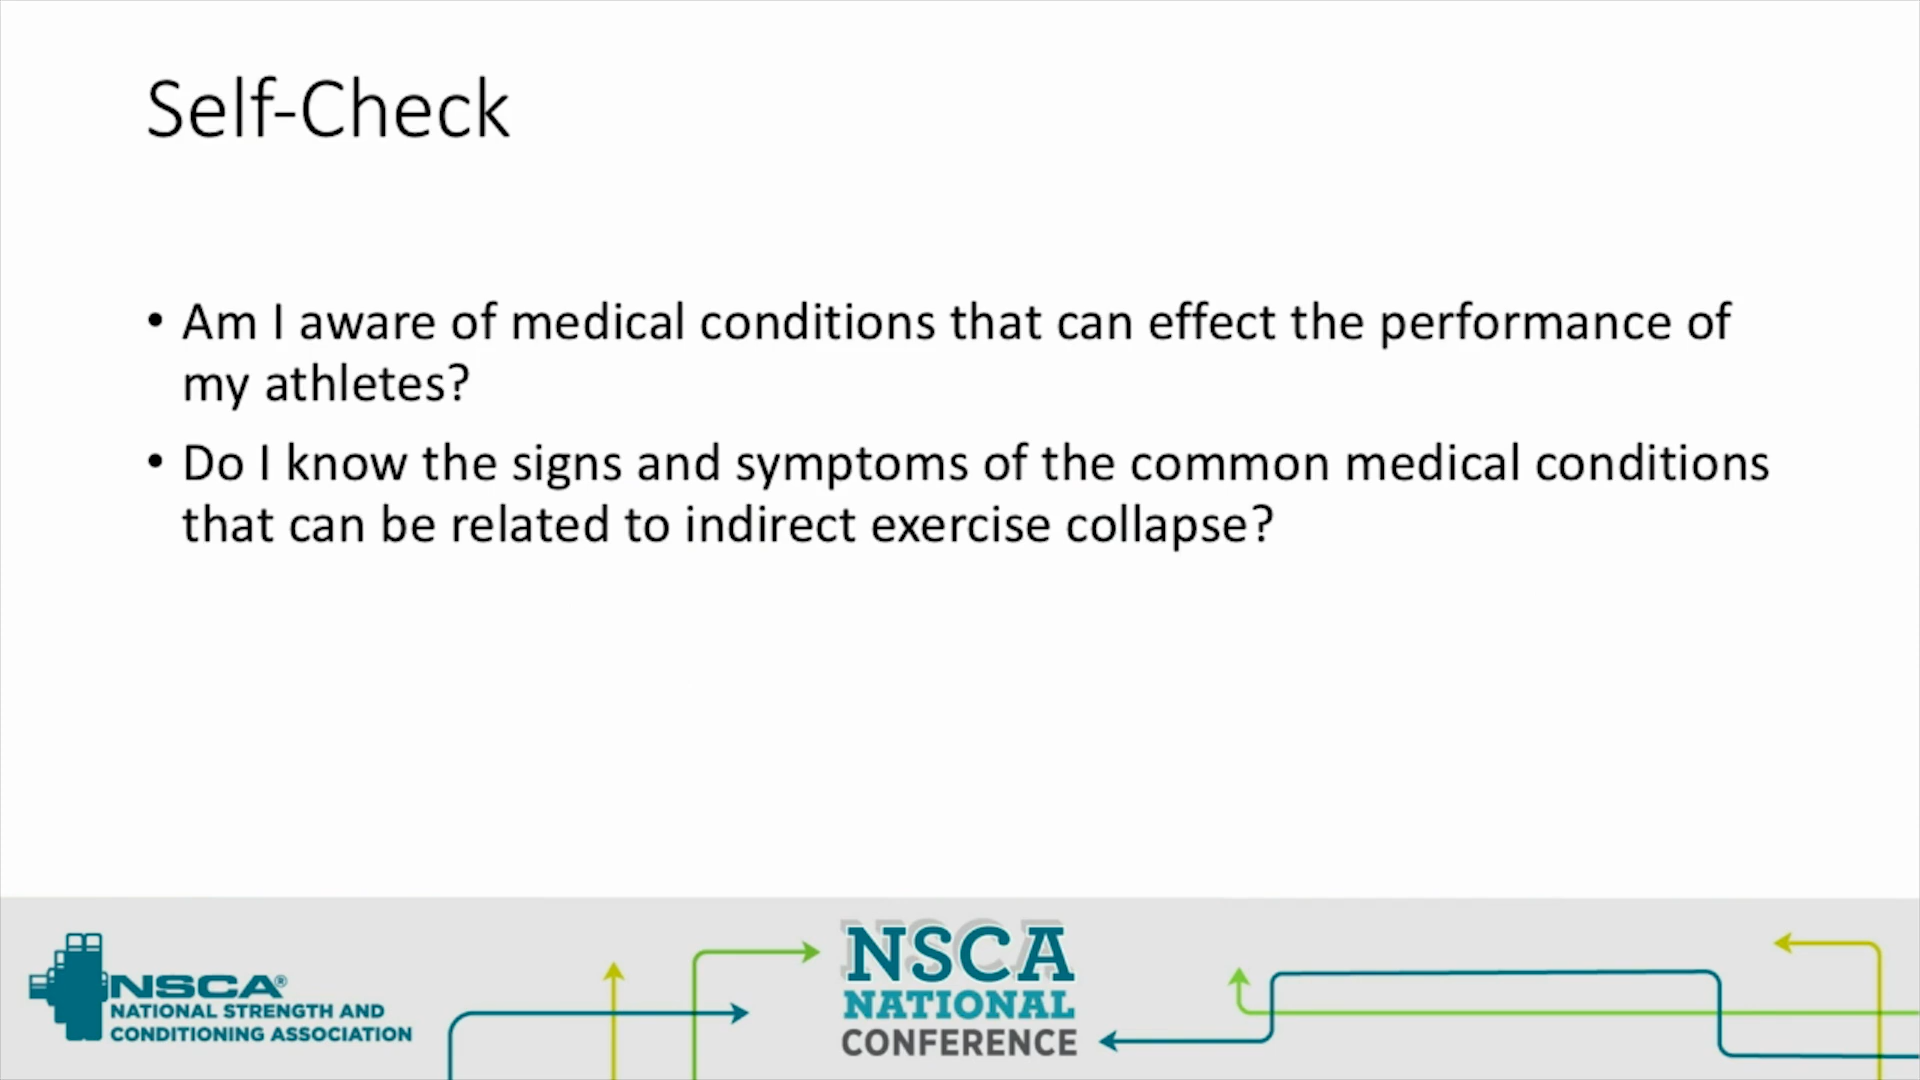 Self-Check
• Am I aware of medical conditions that can effect the performance of
my athletes?
• Do I know the signs and symptoms of the common medical conditions
that can be related to indirect exercise collapse?
NSCA®
NATIONAL STRENGTH AND
CONDITIONING ASSOCIATION
NSCA
NATIONAL
CONFERENCE